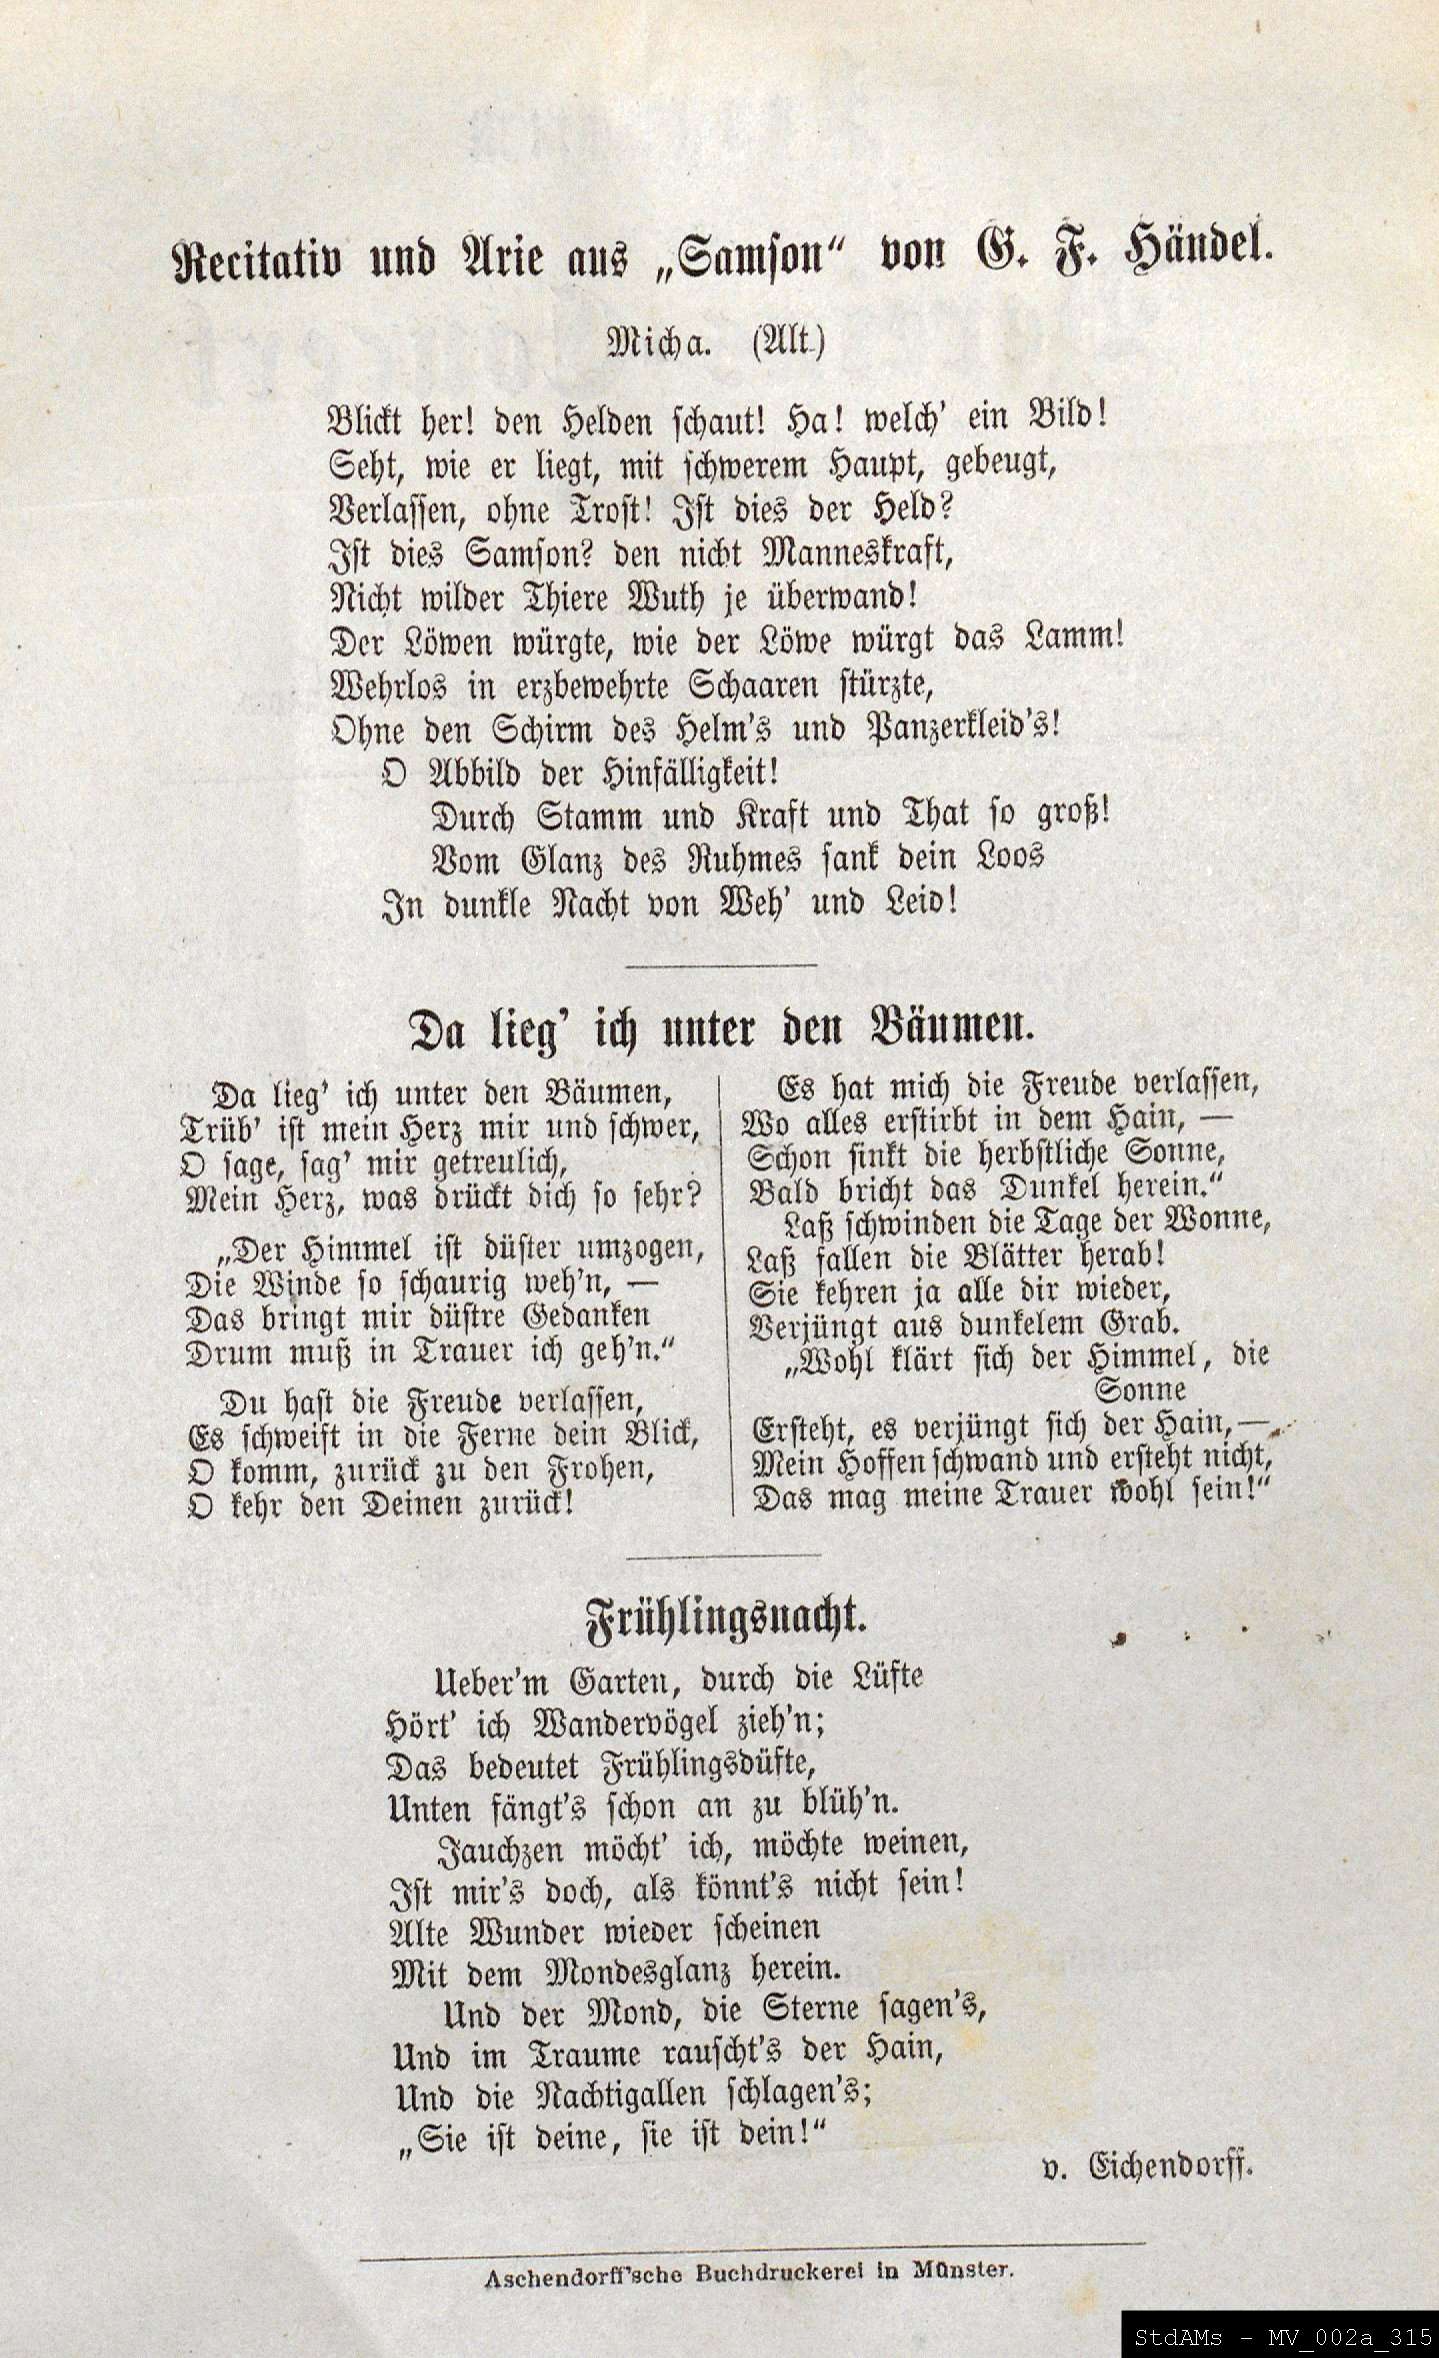 Recitativ und Arie aus „Samson“ von G. F. Händel.
Micha. (Alt.)
Blickt her! den Helden schaut! Ha! welch’ ein Bild!
Seht, wie er liegt, mit schwerem Haupt, gebeugt,
Verlassen, ohne Trost! Ist dies der Held?
Ist dies Samson? den nicht Manneskraft,
Nicht wilder Thiere Wuth je überwand!
Der Löwen würgte, wie der Löwe würgt das Lamm!
Wehrlos in erzbewehrte Schaaren stürzte,
Ohne den Schirm des Helm’s und Panzerkleid’s!
O Abbild der Hinfälligkeit!
Durch Stamm und Kraft und That so groß!
Vom Glanz des Ruhmes sank dein Loos
In dunkle Nacht von Weh’ und Leid!
Da lieg’ ich unter den Bäumen.
Da lieg’ ich unter den Bäumen,
Trüb’ ist mein Herz mir und schwer,
O sage, sag’ mir getreulich,
Mein Herz, was drückt dich so sehr?
„Der Himmel ist düster umzogen,
Die Winde so schaurig weh’n, —
Das bringt mir düstre Gedanken
Drum muß in Trauer ich geh’n.“
Du hast die Freude verlassen,
Es schweift in die Ferne dein Blick,
O komm, zurück zu den Frohen,
O kehr den Deinen zurück!
Es hat mich die Freude verlassen,
Wo alles erstirbt in dem Hain, —
Schon sinkt die herbstliche Sonne,
Bald bricht das Dunkel herein.“
Laß schwinden die Tage der Wonne,
Laß fallen die Blätter herab!
Sie kehren ja alle dir wieder,
Verjüngt aus dunkelem Grab.
„Wohl klärt sich der Himmel, die
Sonne
Ersteht, es verjüngt sich der Hain, —
Mein Hoffen schwand und ersteht nicht,
Das mag meine Trauer wohl sein!“
Frühlingsnacht.
Ueber’m Garten, durch die Lüfte
Hört’ ich Wandervögel zieh’n;
Das bedeutet Frühlingsdüfte,
Unten fängt’s schon an zu blüh’n.
Jauchzen möcht’ ich, möchte weinen,
Ist mir’s doch, als könnt’s nicht sein!
Alte Wunder wieder scheinen
Mit dem Mondesglanz herein.
Und der Mond, die Sterne sagen’s,
Und im Traume rauscht’s der Hain,
Und die Nachtigallen schlagen’s;
„Sie ist deine, sie ist dein!“
v. Eichendorff.
Aschendorff’sche Buchdruckerei in Münster.
StdAMs – MV_002a_315